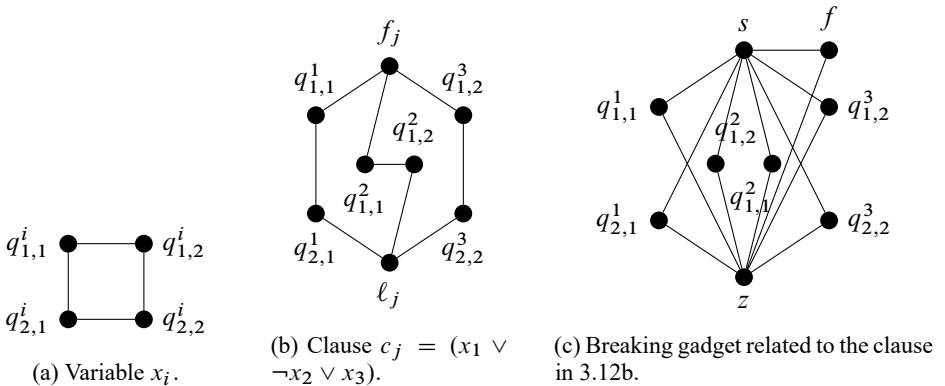 f_j
q^1_{1,1}
q^3_{1,2}
q^2_{1,2}
q^2_{1,1}
q^1_{2,1}
q^3_{2,2}
ℓ_j
s
f
q^1_{1,1}
q^3_{1,2}
q^2_{1,2}
q^2_{1,1}
q^1_{2,1}
q^3_{2,2}
z
q^i_{1,1}
q^i_{1,2}
q^i_{2,1}
q^i_{2,2}
(a) Variable x_i.
(b) Clause c_j = (x_1 ∨
¬x_2 ∨ x_3).
(c) Breaking gadget related to the clause
in 3.12b.